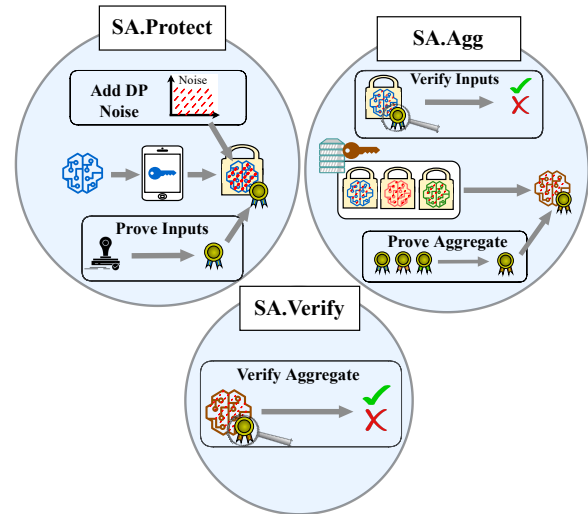 SA.Protect
Add DP
Noise
Noise
Prove Inputs
SA.Agg
Verify Inputs
Prove Aggregate
SA.Verify
Verify Aggregate